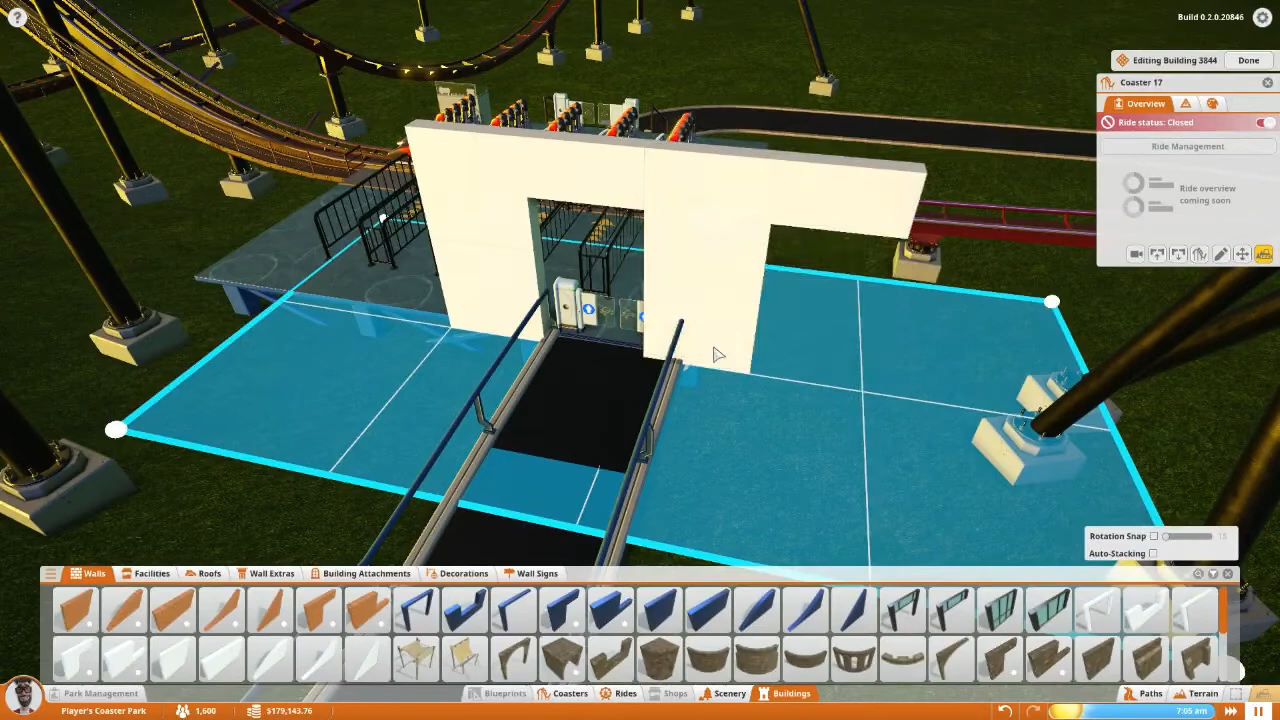 ?
Build 0.2.0.20846
Editing Building 3844
Done
Coaster 17
Overview
Ride status: Closed
Ride Management
Ride overview
coming soon
Rotation Snap
15
Auto-Stacking
Walls
Facilities
Roofs
Wall Extras
Building Attachments
Decorations
Wall Signs
Park Management
Blueprints
Coasters
Rides
Shops
Scenery
Buildings
Paths
Terrain
Player's Coaster Park
1,600
$179,143.76
7:05 am